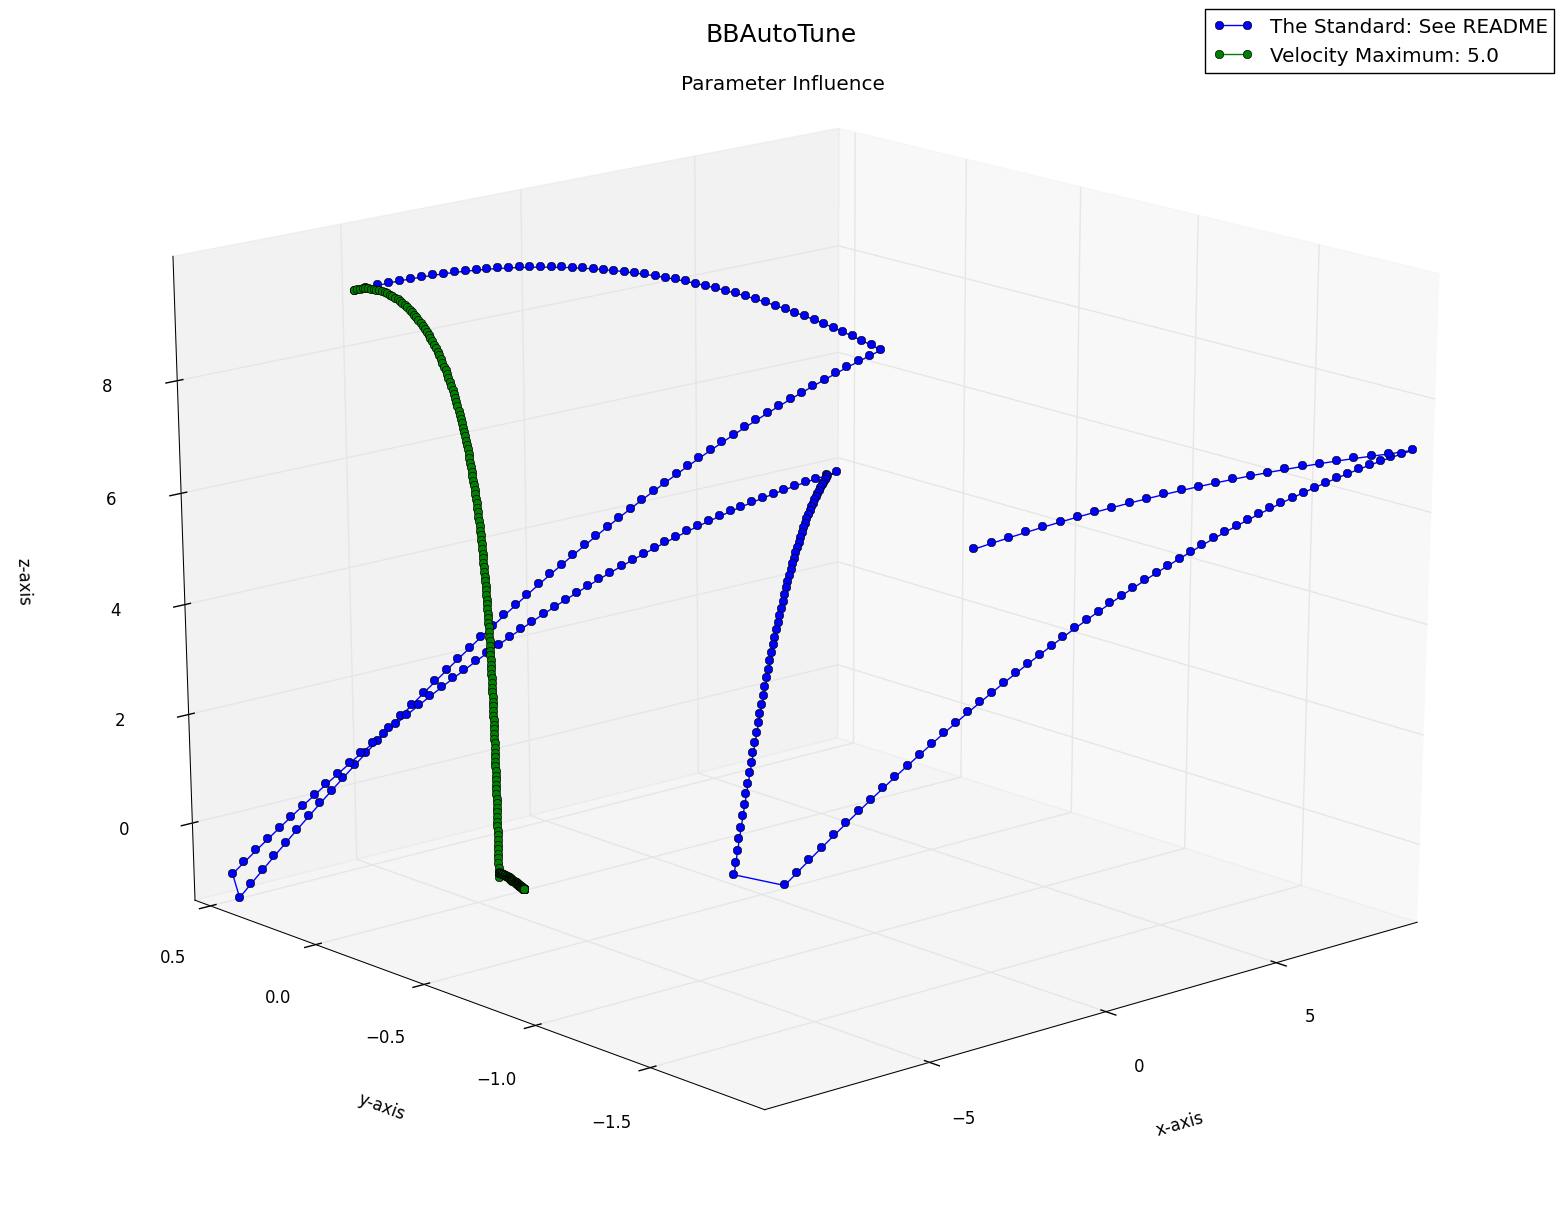 BBAutoTune
Parameter Influence
The Standard: See README
Velocity Maximum: 5.0
z-axis
8
6
4
2
0
0.5
0.0
−0.5
−1.0
−1.5
y-axis
−5
0
5
x-axis